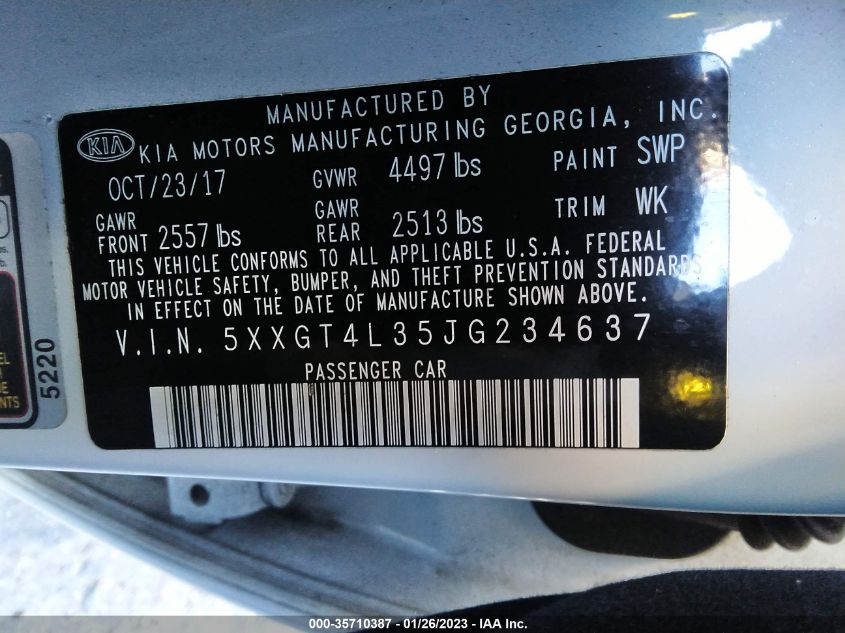 MANUFACTURED BY
KIA KIA MOTORS MANUFACTURING GEORGIA, INC.
OCT/23/17 GVWR 4497 lbs PAINT SWP
GAWR FRONT 2557 lbs GAWR REAR 2513 lbs TRIM WK
THIS VEHICLE CONFORMS TO ALL APPLICABLE U.S.A. FEDERAL
MOTOR VEHICLE SAFETY, BUMPER, AND THEFT PREVENTION STANDARDS
IN EFFECT ON THE DATE OF MANUFACTURE SHOWN ABOVE.
V.I.N. 5XXGT4L35JG234637
PASSENGER CAR
5220
000-35710387 - 01/26/2023 - IAA Inc.